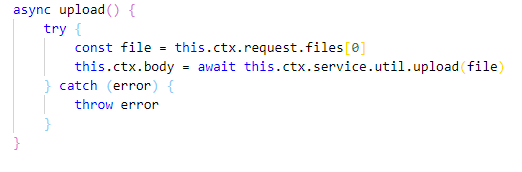 async upload() {
try {
const file = this.ctx.request.files[0]
this.ctx.body = await this.ctx.service.util.upload(file)
} catch (error) {
throw error
}
}